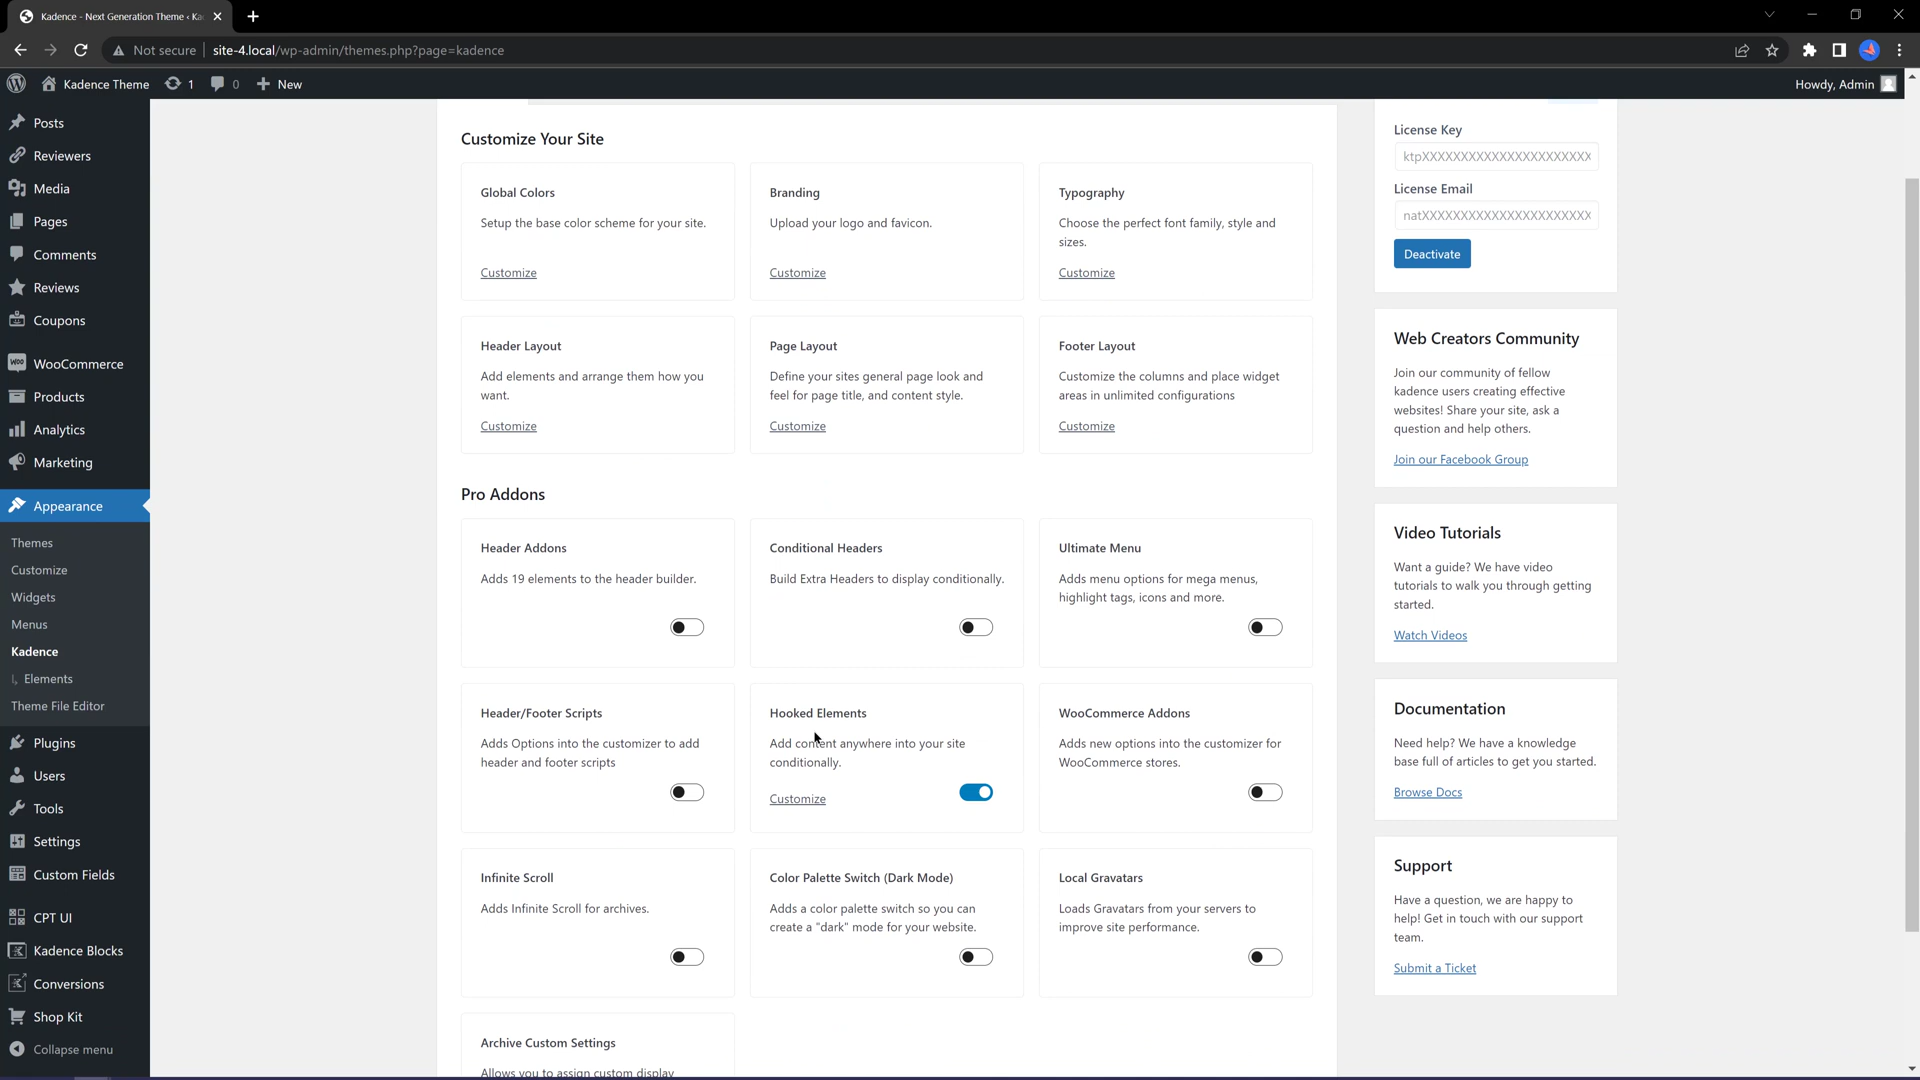 Kadence - Next Generation Theme ‹ Ka
Not secure
site-4.local/wp-admin/themes.php?page=kadence
Kadence Theme
1
0
New
Howdy, Admin
Posts
Reviewers
Media
Pages
Comments
Reviews
Coupons
WooCommerce
Products
Analytics
Marketing
Appearance
Themes
Customize
Widgets
Menus
Kadence
Elements
Theme File Editor
Plugins
Users
Tools
Settings
Custom Fields
CPT UI
Kadence Blocks
Conversions
Shop Kit
Collapse menu
Customize Your Site
Global Colors
Setup the base color scheme for your site.
Customize
Branding
Upload your logo and favicon.
Customize
Typography
Choose the perfect font family, style and
sizes.
Customize
Header Layout
Add elements and arrange them how you
want.
Customize
Page Layout
Define your sites general page look and
feel for page title, and content style.
Customize
Footer Layout
Customize the columns and place widget
areas in unlimited configurations
Customize
Pro Addons
Header Addons
Adds 19 elements to the header builder.
Conditional Headers
Build Extra Headers to display conditionally.
Ultimate Menu
Adds menu options for mega menus,
highlight tags, icons and more.
Header/Footer Scripts
Adds Options into the customizer to add
header and footer scripts
Hooked Elements
Add content anywhere into your site
conditionally.
Customize
WooCommerce Addons
Adds new options into the customizer for
WooCommerce stores.
Infinite Scroll
Adds Infinite Scroll for archives.
Color Palette Switch (Dark Mode)
Adds a color palette switch so you can
create a "dark" mode for your website.
Local Gravatars
Loads Gravatars from your servers to
improve site performance.
Archive Custom Settings
Allows you to assign custom display
License Key
ktpXXXXXXXXXXXXXXXXXXXXXX
License Email
natXXXXXXXXXXXXXXXXXXXXXX
Deactivate
Web Creators Community
Join our community of fellow
kadence users creating effective
websites! Share your site, ask a
question and help others.
Join our Facebook Group
Video Tutorials
Want a guide? We have video
tutorials to walk you through getting
started.
Watch Videos
Documentation
Need help? We have a knowledge
base full of articles to get you started.
Browse Docs
Support
Have a question, we are happy to
help! Get in touch with our support
team.
Submit a Ticket